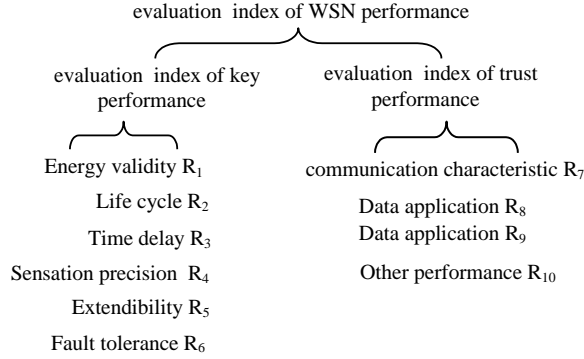 evaluation index of WSN performance
evaluation index of key
performance
Energy validity R₁
Life cycle R₂
Time delay R₃
Sensation precision R₄
Extendibility R₅
Fault tolerance R₆
evaluation index of trust
performance
communication characteristic R₇
Data application R₈
Data application R₉
Other performance R₁₀